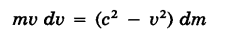 mv dv = (c² − v²) dm